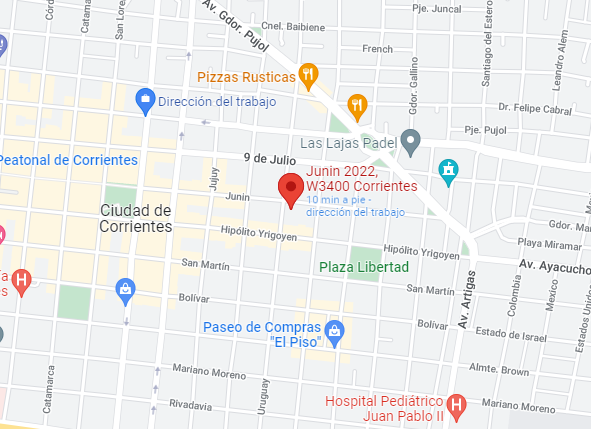 Córdoba
Catamarca
San Lorenzo
Av. Gdor. Pujol
Cnel. Baibiene
Pje. Juncal
French
Gdor. Gallino
Santiago del Estero
Leandro Alem
Pizzas Rusticas
Dirección del trabajo
Dr. Felipe Cabral
Pje. Pujol
Las Lajas Padel
Peatonal de Corrientes
9 de Julio
Jujuy
Junin 2022,
W3400 Corrientes
10 min a pie -
dirección del trabajo
Junin
Ciudad de
Corrientes
Hipólito Yrigoyen
Hipólito Yrigoyen
Gdor. Mar
Playa Miramar
Av. Ayacucho
San Martín
Plaza Libertad
San Martín
Av. Artigas
Colombia
Mexico
Estados Unidos
Bolívar
Paseo de Compras
"El Piso"
Bolívar
Estado de Israel
Mariano Moreno
Almte. Brown
Catamarca
Uruguay
Rivadavia
Hospital Pediátrico
Juan Pablo II
Mariano Moreno